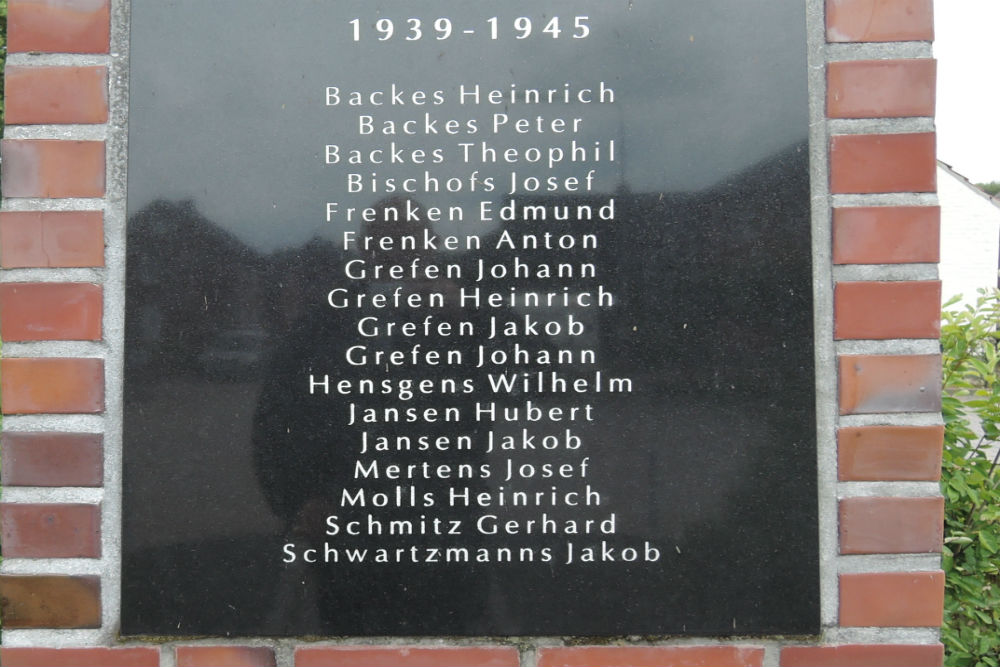 1939-1945
Backes Heinrich
Backes Peter
Backes Theophil
Bischofs Josef
Frenken Edmund
Frenken Anton
Grefen Johann
Grefen Heinrich
Grefen Jakob
Grefen Johann
Hensgens Wilhelm
Jansen Hubert
Jansen Jakob
Mertens Josef
Molls Heinrich
Schmitz Gerhard
Schwartzmanns Jakob